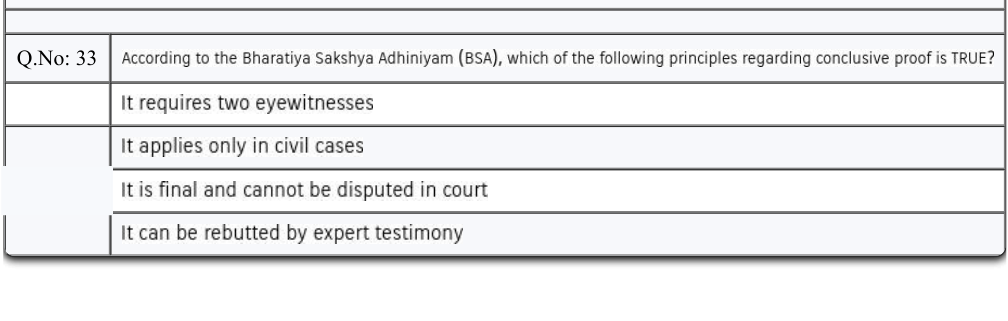 Q.No: 33 According to the Bharatiya Sakshya Adhiniyam (BSA), which of the following principles regarding conclusive proof is TRUE?
It requires two eyewitnesses
It applies only in civil cases
It is final and cannot be disputed in court
It can be rebutted by expert testimony